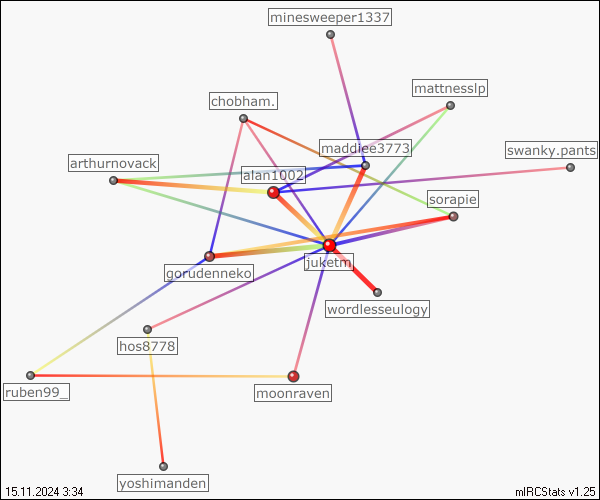 minesweeper1337
mattnesslp
chobham.
maddiee3773
swanky.pants
arthurnovack
alan1002
sorapie
juketm
gorudenneko
wordlesseulogy
hos8778
ruben99_
moonraven
yoshimanden
15.11.2024 3:34
mIRCStats v1.25